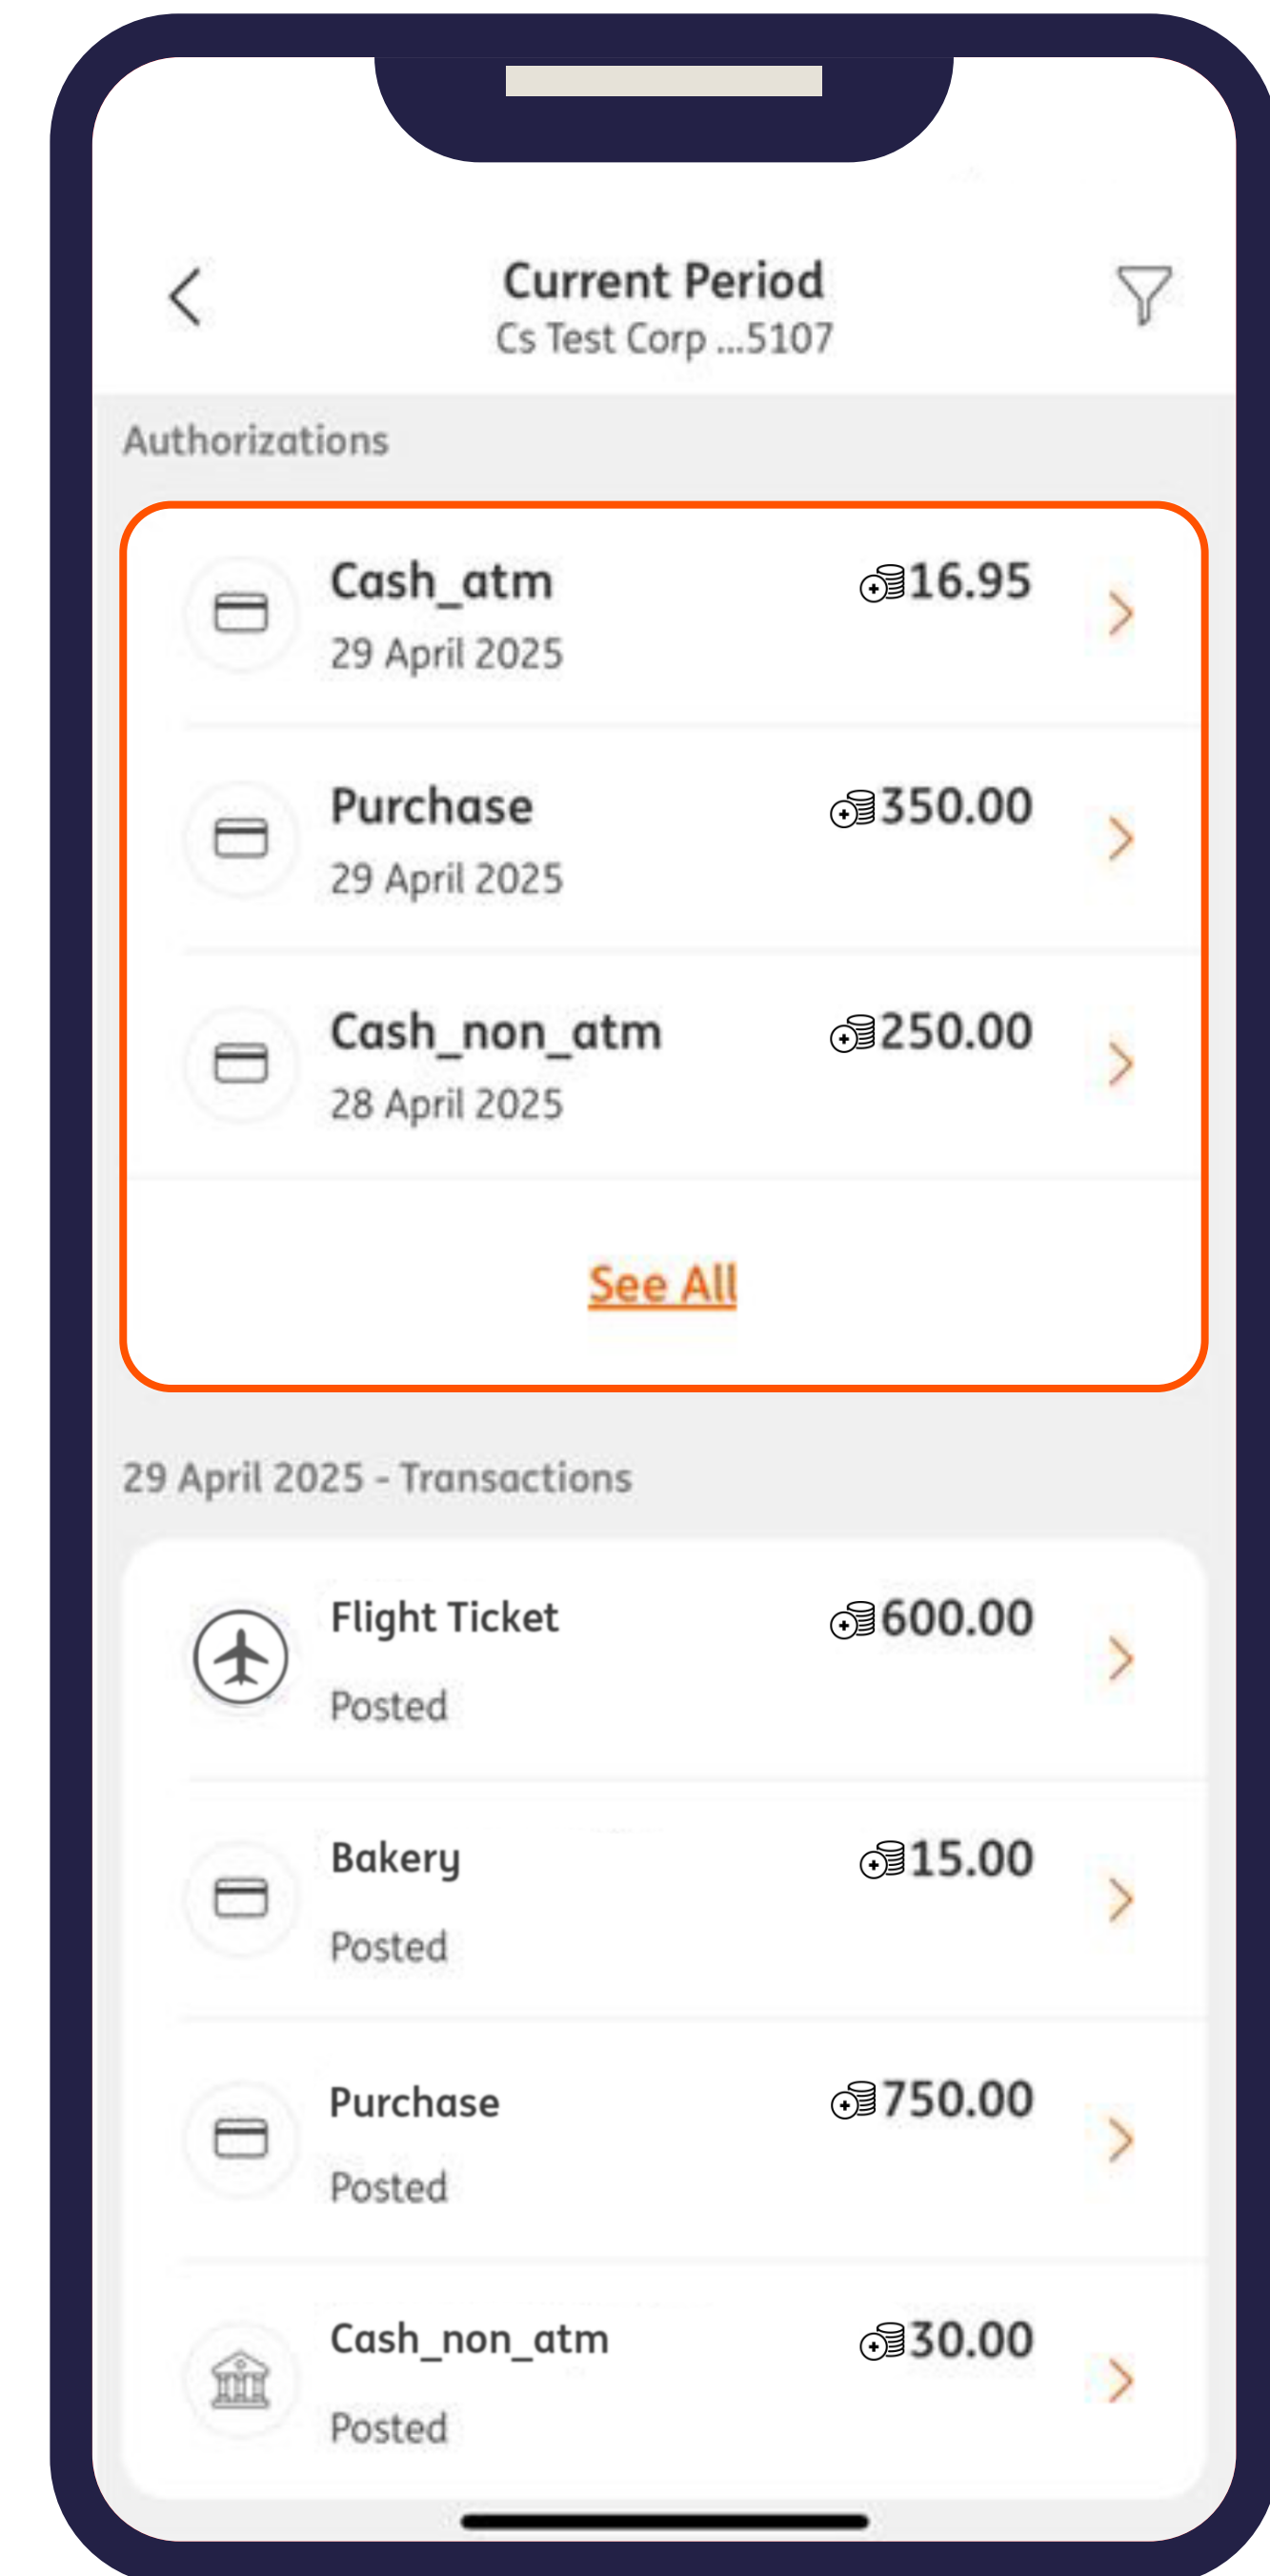 Current Period
Cs Test Corp ...5107
Authorizations
Cash_atm 16.95
29 April 2025
Purchase 350.00
29 April 2025
Cash_non_atm 250.00
28 April 2025
See All
29 April 2025 - Transactions
Flight Ticket 600.00
Posted
Bakery 15.00
Posted
Purchase 750.00
Posted
Cash_non_atm 30.00
Posted